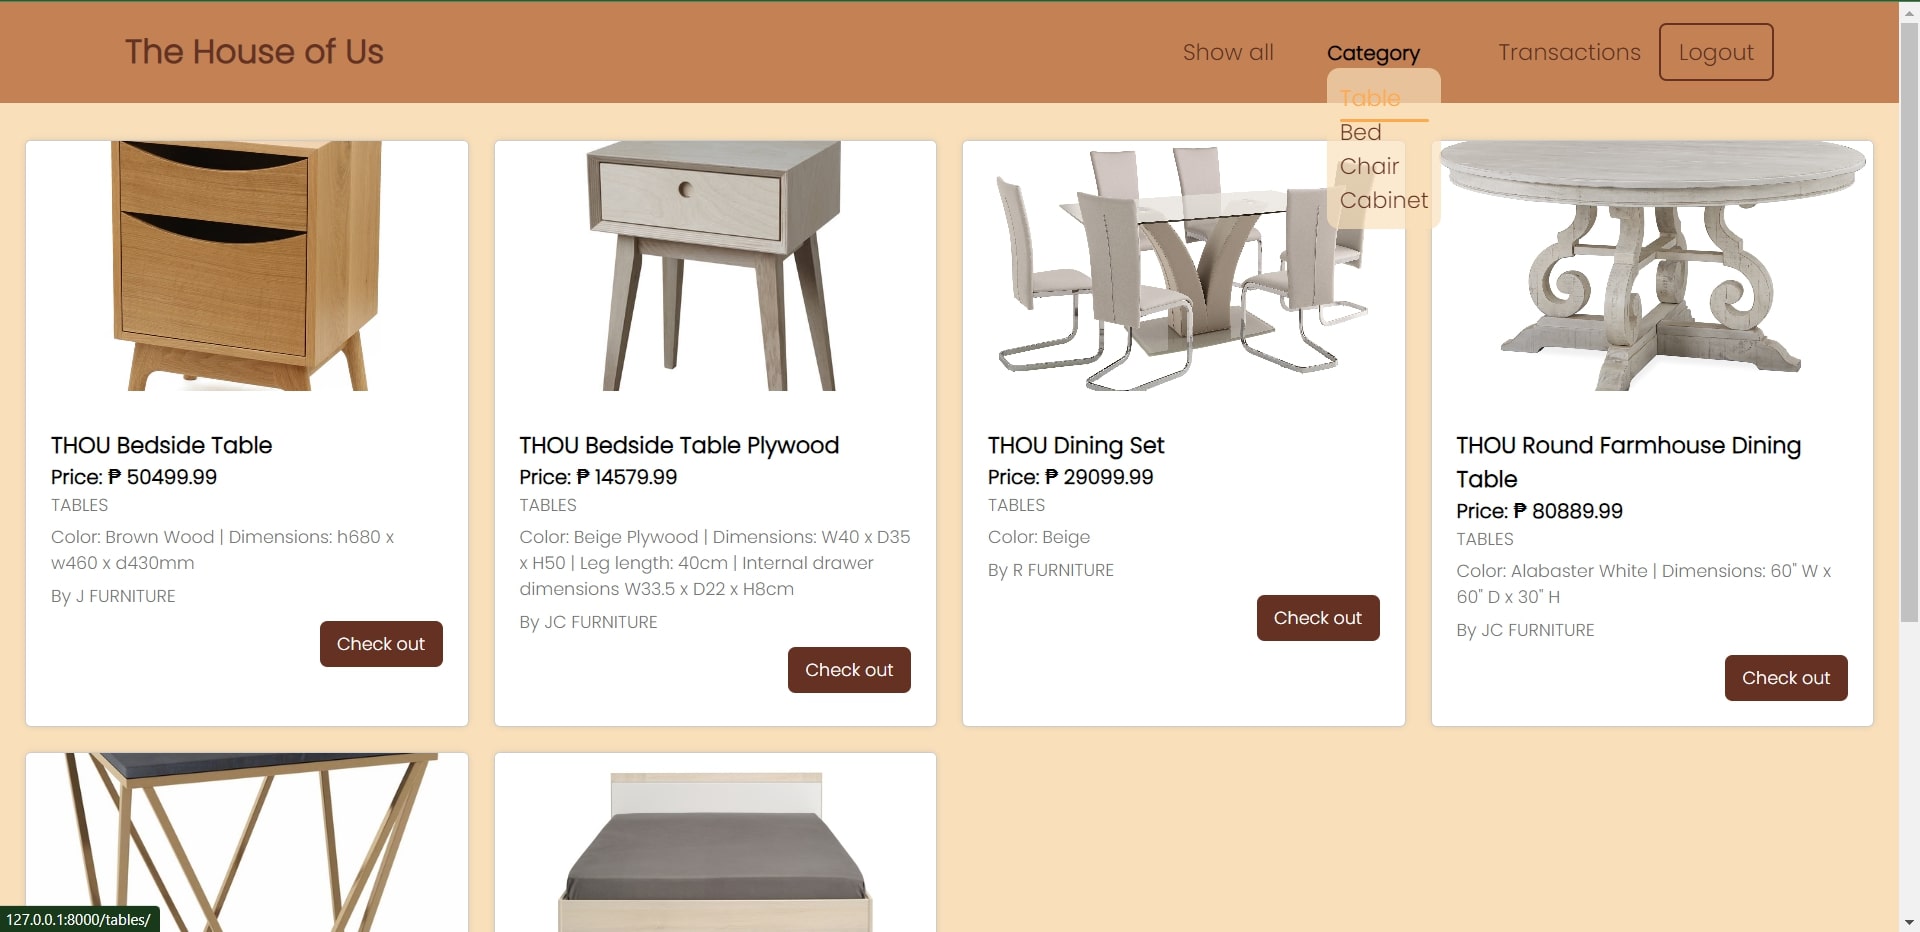 The House of Us
Show all
Category
Transactions
Logout
Table
Bed
Chair
Cabinet
THOU Bedside Table
Price: ₱ 50499.99
TABLES
Color: Brown Wood | Dimensions: h680 x
w460 x d430mm
By J FURNITURE
Check out
THOU Bedside Table Plywood
Price: ₱ 14579.99
TABLES
Color: Beige Plywood | Dimensions: W40 x D35
x H50 | Leg length: 40cm | Internal drawer
dimensions W33.5 x D22 x H8cm
By JC FURNITURE
Check out
THOU Dining Set
Price: ₱ 29099.99
TABLES
Color: Beige
By R FURNITURE
Check out
THOU Round Farmhouse Dining
Table
Price: ₱ 80889.99
TABLES
Color: Alabaster White | Dimensions: 60" W x
60" D x 30" H
By JC FURNITURE
Check out
127.0.0.1:8000/tables/